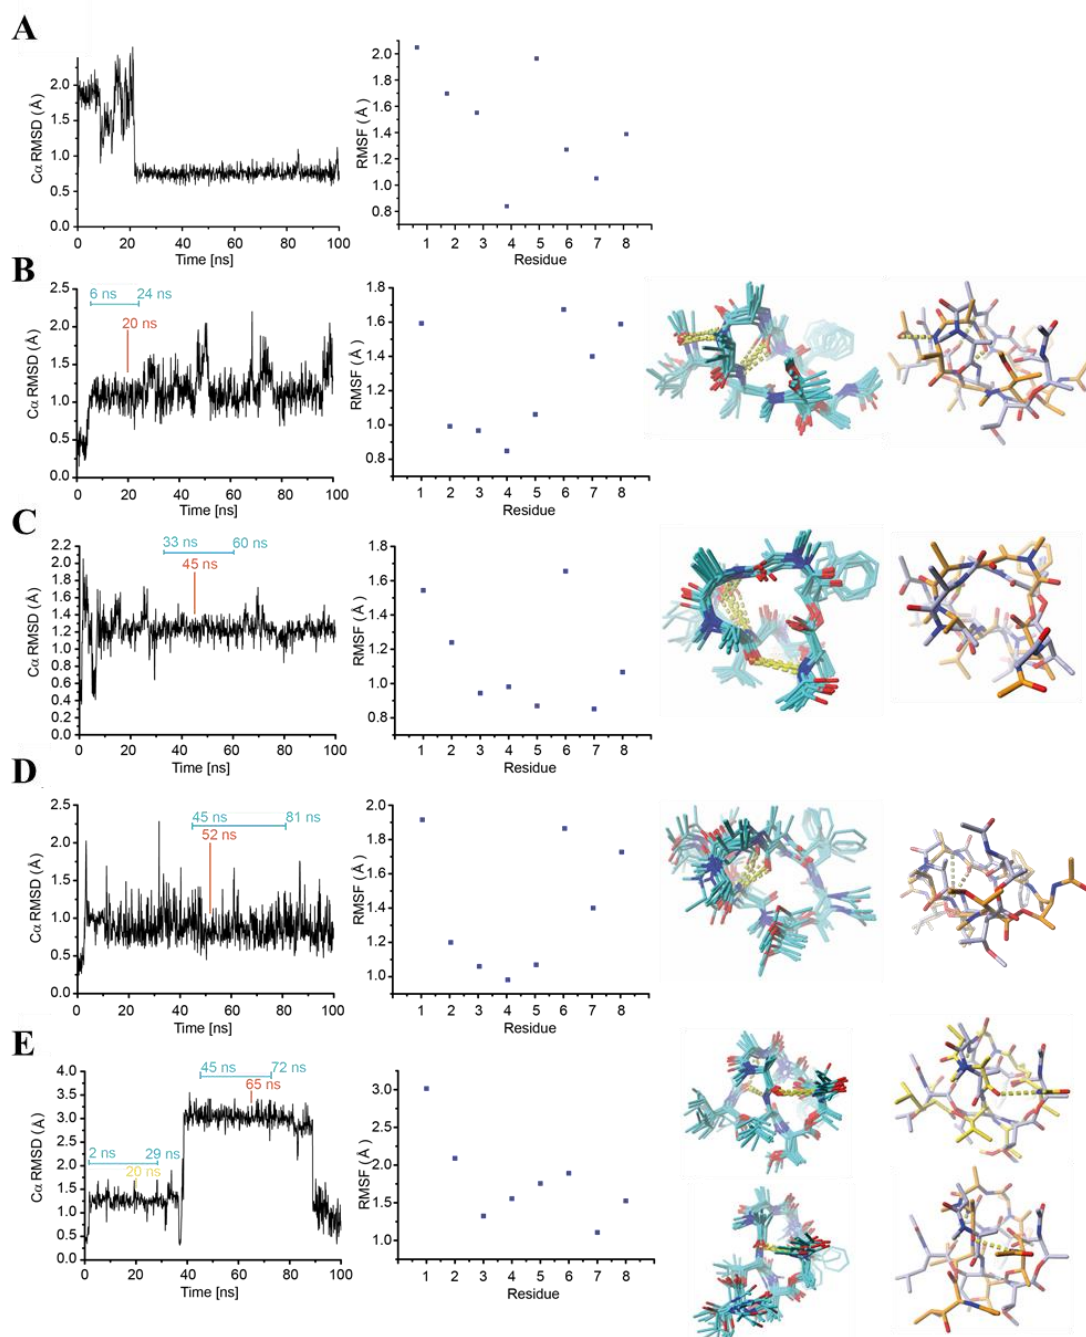 A
Cα RMSD (Å)
2.0
1.5
1.0
0.5
0.0
0 20 40 60 80 100
Time [ns]
RMSF (Å)
2.0
1.8
1.6
1.4
1.2
1.0
0.8
1 2 3 4 5 6 7 8
Residue
B
Cα RMSD (Å)
2.5
2.0
1.5
1.0
0.5
0.0
6 ns 24 ns
20 ns
0 20 40 60 80 100
Time [ns]
RMSF (Å)
1.8
1.6
1.4
1.2
1.0
0.8
1 2 3 4 5 6 7 8
Residue
C
Cα RMSD (Å)
2.2
2.0
1.8
1.6
1.4
1.2
1.0
0.8
0.6
0.4
0.2
0.0
33 ns 60 ns
45 ns
0 20 40 60 80 100
Time [ns]
RMSF (Å)
1.8
1.6
1.4
1.2
1.0
0.8
1 2 3 4 5 6 7 8
Residue
D
Cα RMSD (Å)
2.5
2.0
1.5
1.0
0.5
0.0
45 ns 81 ns
52 ns
0 20 40 60 80 100
Time [ns]
RMSF (Å)
2.0
1.8
1.6
1.4
1.2
1.0
1 2 3 4 5 6 7 8
Residue
E
Cα RMSD (Å)
4.0
3.5
3.0
2.5
2.0
1.5
1.0
0.5
0.0
45 ns 72 ns
65 ns
2 ns 29 ns
20 ns
0 20 40 60 80 100
Time [ns]
RMSF (Å)
3.0
2.5
2.0
1.5
1.0
1 2 3 4 5 6 7 8
Residue